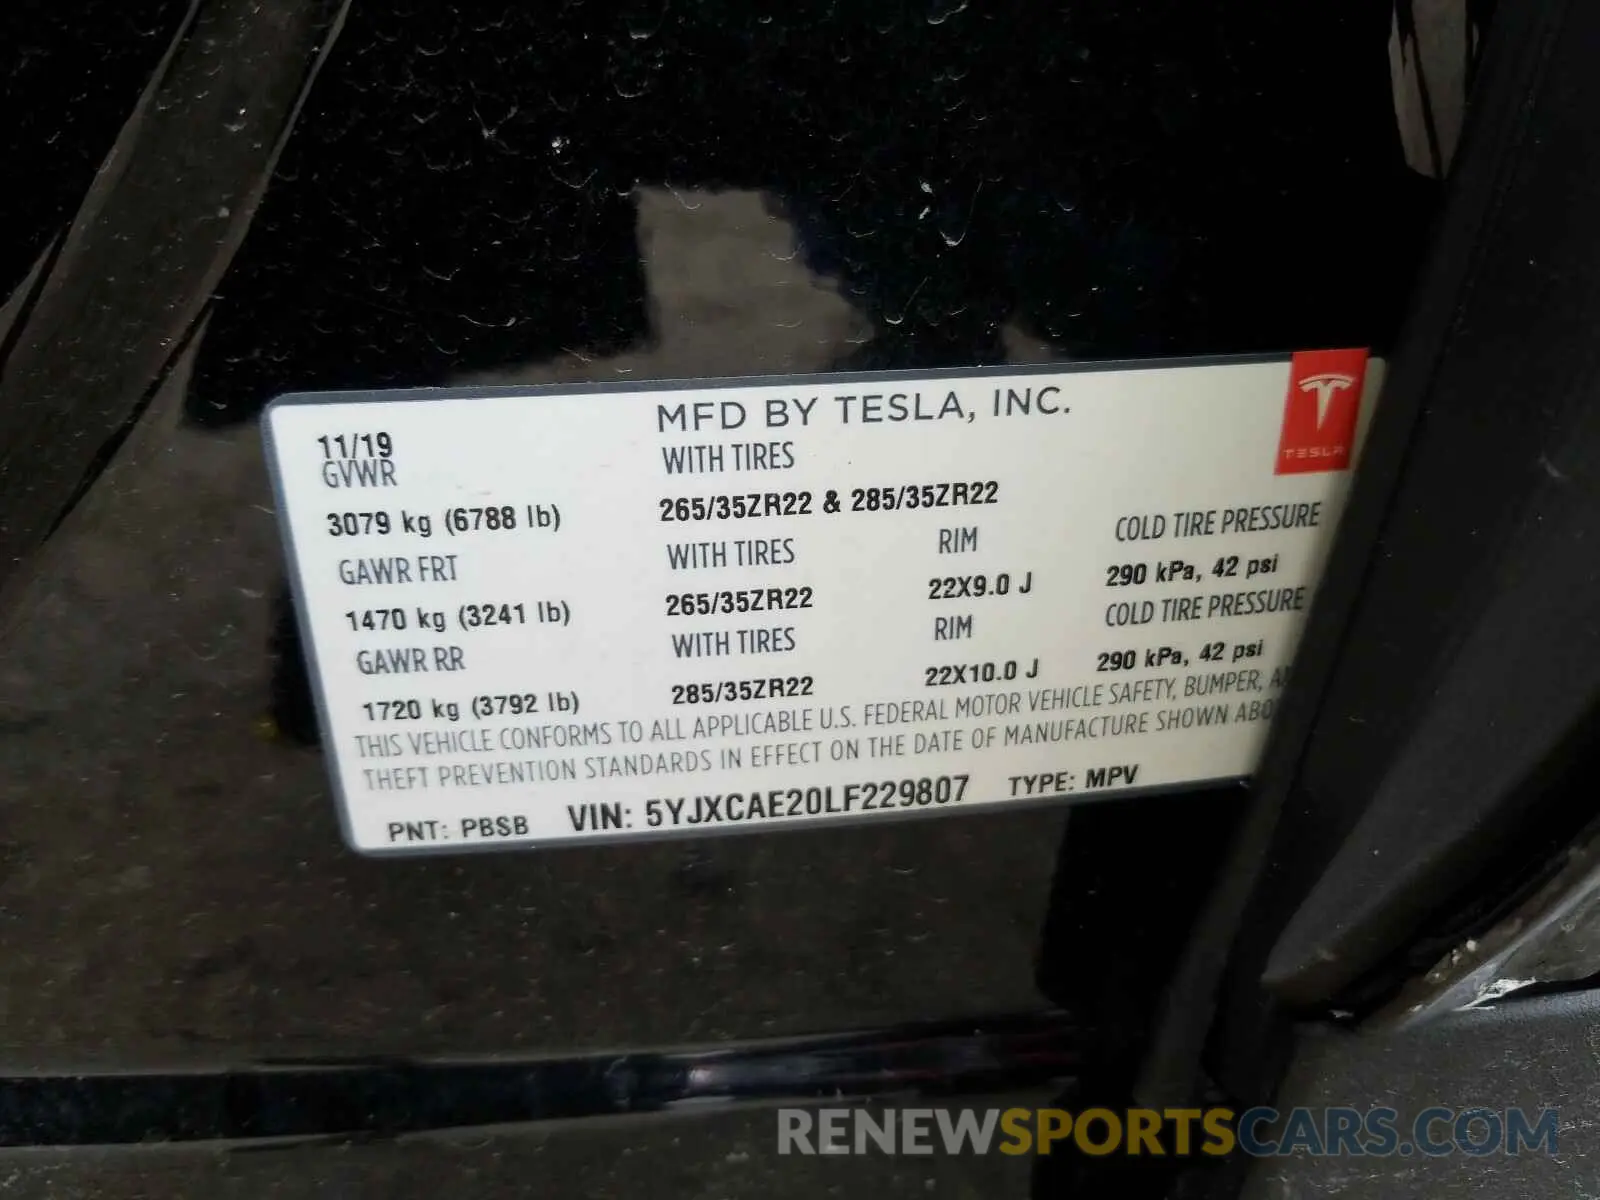 MFD BY TESLA, INC.
TESLA
11/19
GVWR WITH TIRES
3079 kg (6788 lb) 265/35ZR22 & 285/35ZR22
GAWR FRT WITH TIRES RIM COLD TIRE PRESSURE
1470 kg (3241 lb) 265/35ZR22 22X9.0 J 290 kPa, 42 psi
GAWR RR WITH TIRES RIM COLD TIRE PRESSURE
1720 kg (3792 lb) 285/35ZR22 22X10.0 J 290 kPa, 42 psi
THIS VEHICLE CONFORMS TO ALL APPLICABLE U.S. FEDERAL MOTOR VEHICLE SAFETY, BUMPER,
THEFT PREVENTION STANDARDS IN EFFECT ON THE DATE OF MANUFACTURE SHOWN
PNT: PBSB VIN: 5YJXCAE20LF229807 TYPE: MPV
RENEWSPORTSCARS.COM